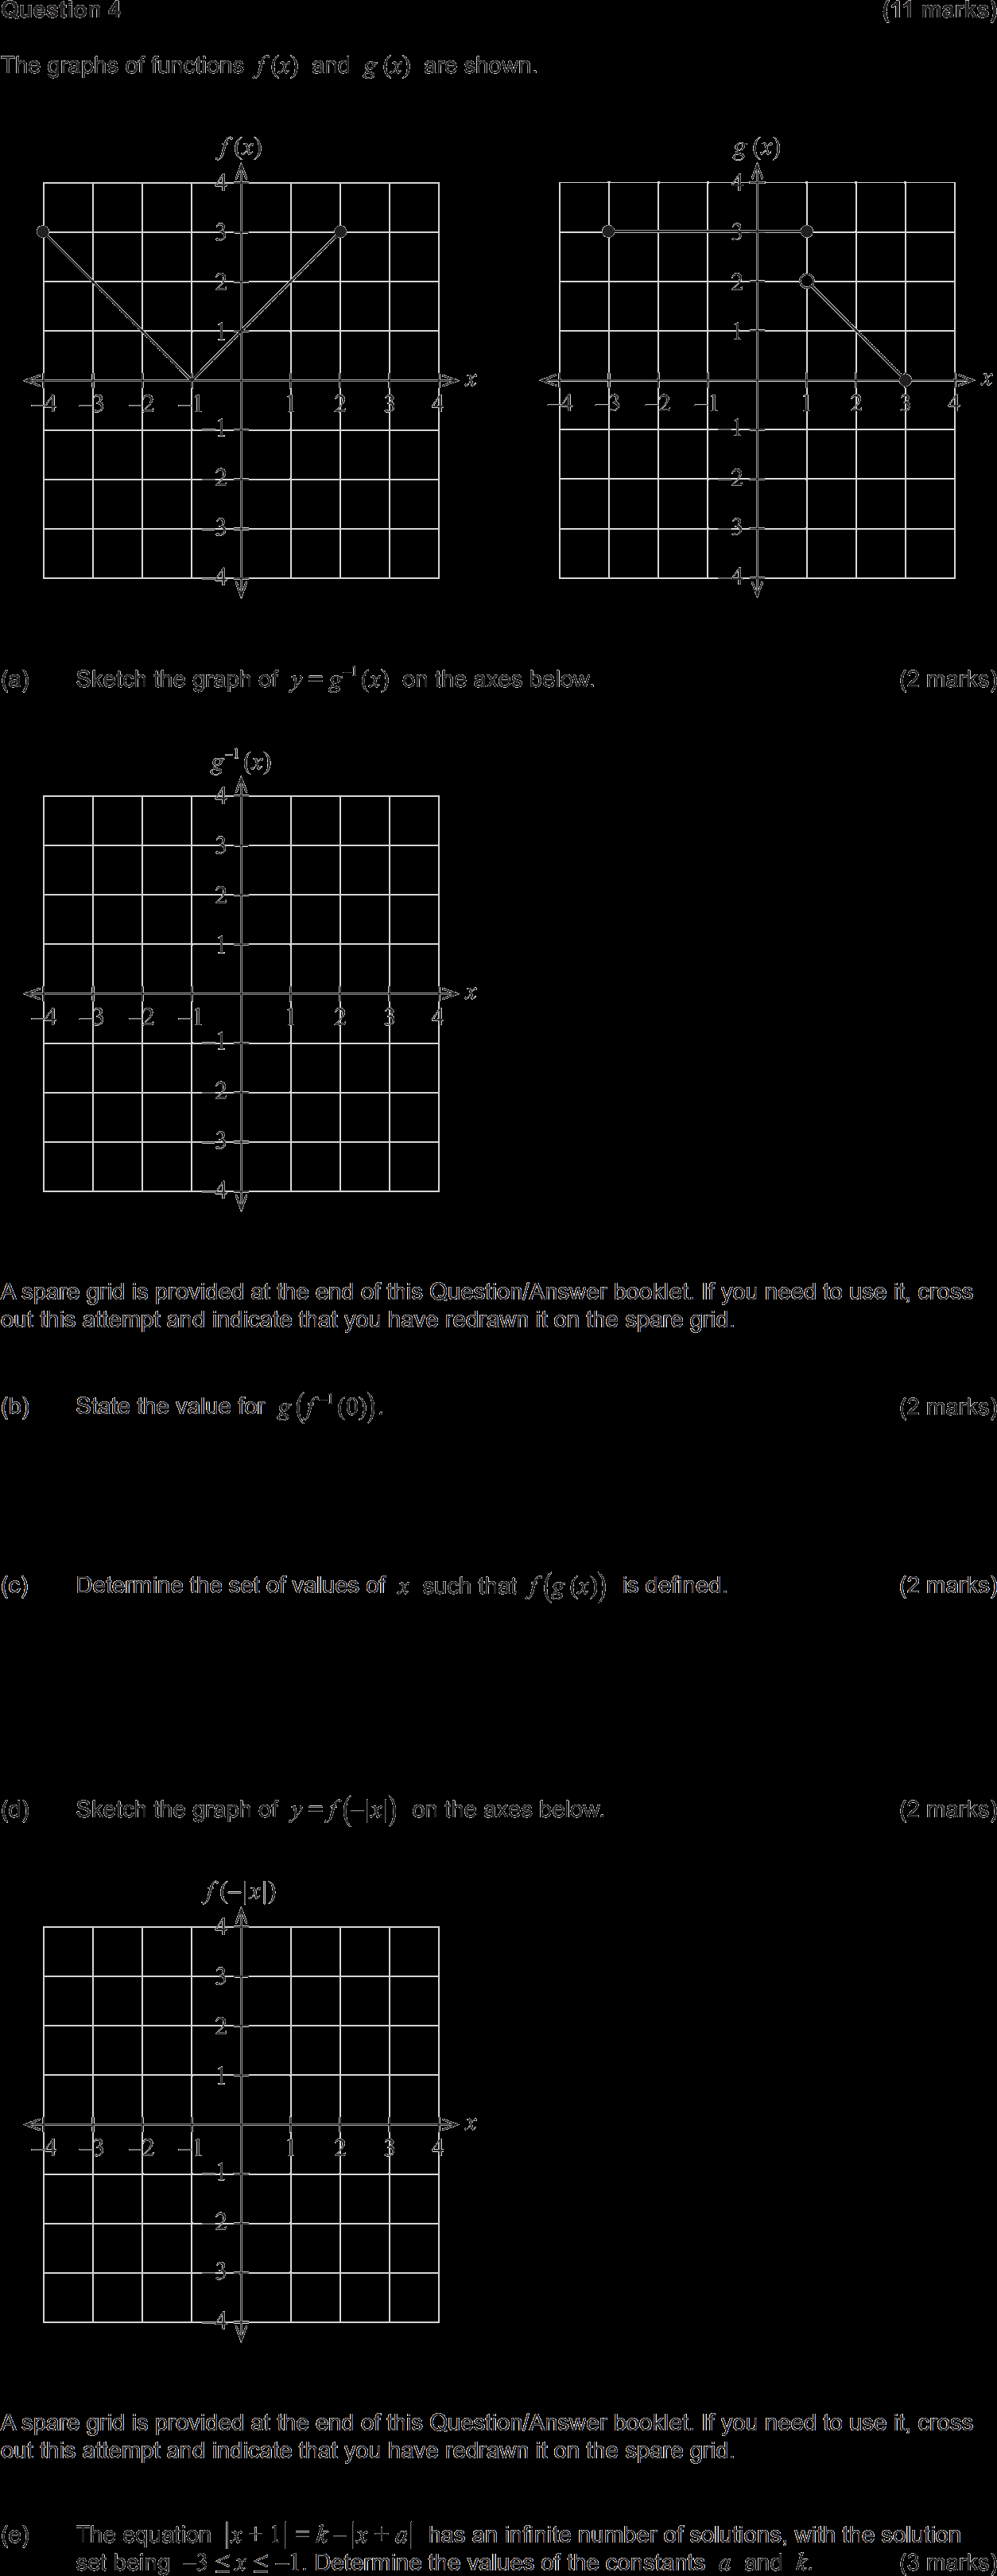 Question 4 (11 marks)
The graphs of functions f(x) and g(x) are shown.
f(x) g(x)
4 4
3 3
2 2
1 1
x x
–4 –3 –2 –1 1 2 3 4 –4 –3 –2 –1 1 2 3 4
–1 –1
–2 –2
–3 –3
–4 –4
(a) Sketch the graph of y = g⁻¹(x) on the axes below. (2 marks)
g⁻¹(x)
4
3
2
1
x
–4 –3 –2 –1 1 2 3 4
–1
–2
–3
–4
A spare grid is provided at the end of this Question/Answer booklet. If you need to use it, cross
out this attempt and indicate that you have redrawn it on the spare grid.
(b) State the value for g(f⁻¹(0)). (2 marks)
(c) Determine the set of values of x such that f(g(x)) is defined. (2 marks)
(d) Sketch the graph of y = f(–|x|) on the axes below. (2 marks)
f(–|x|)
4
3
2
1
x
–4 –3 –2 –1 1 2 3 4
–1
–2
–3
–4
A spare grid is provided at the end of this Question/Answer booklet. If you need to use it, cross
out this attempt and indicate that you have redrawn it on the spare grid.
(e) The equation |x + 1| = k – |x + a| has an infinite number of solutions, with the solution
set being –3 ≤ x ≤ –1. Determine the values of the constants a and k. (3 marks)